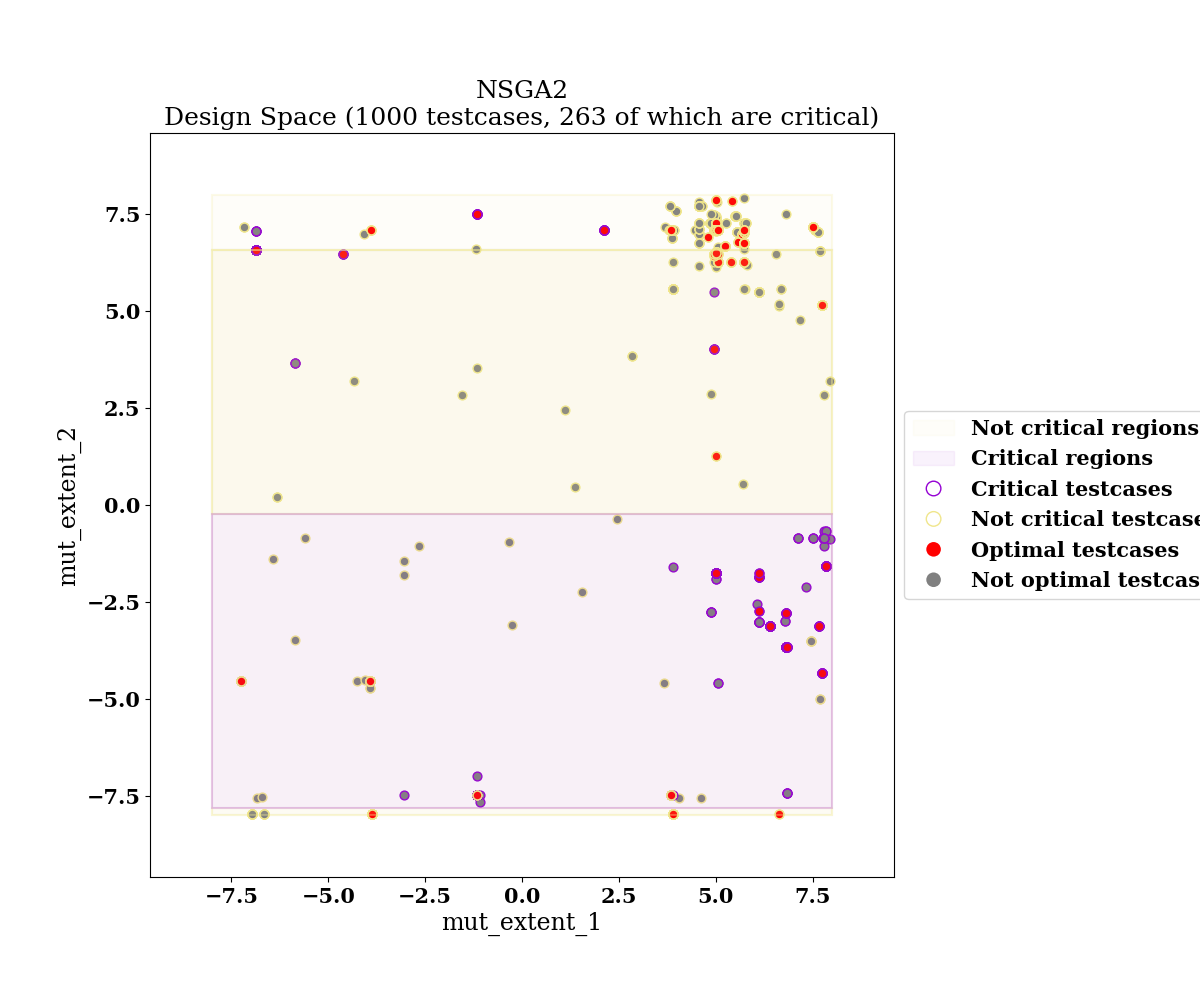 NSGA2
Design Space (1000 testcases, 263 of which are critical)
7.5
5.0
2.5
0.0
−2.5
−5.0
−7.5
mut_extent_2
−7.5
−5.0
−2.5
0.0
2.5
5.0
7.5
mut_extent_1
Not critical regions
Critical regions
Critical testcases
Not critical testcase
Optimal testcases
Not optimal testcas